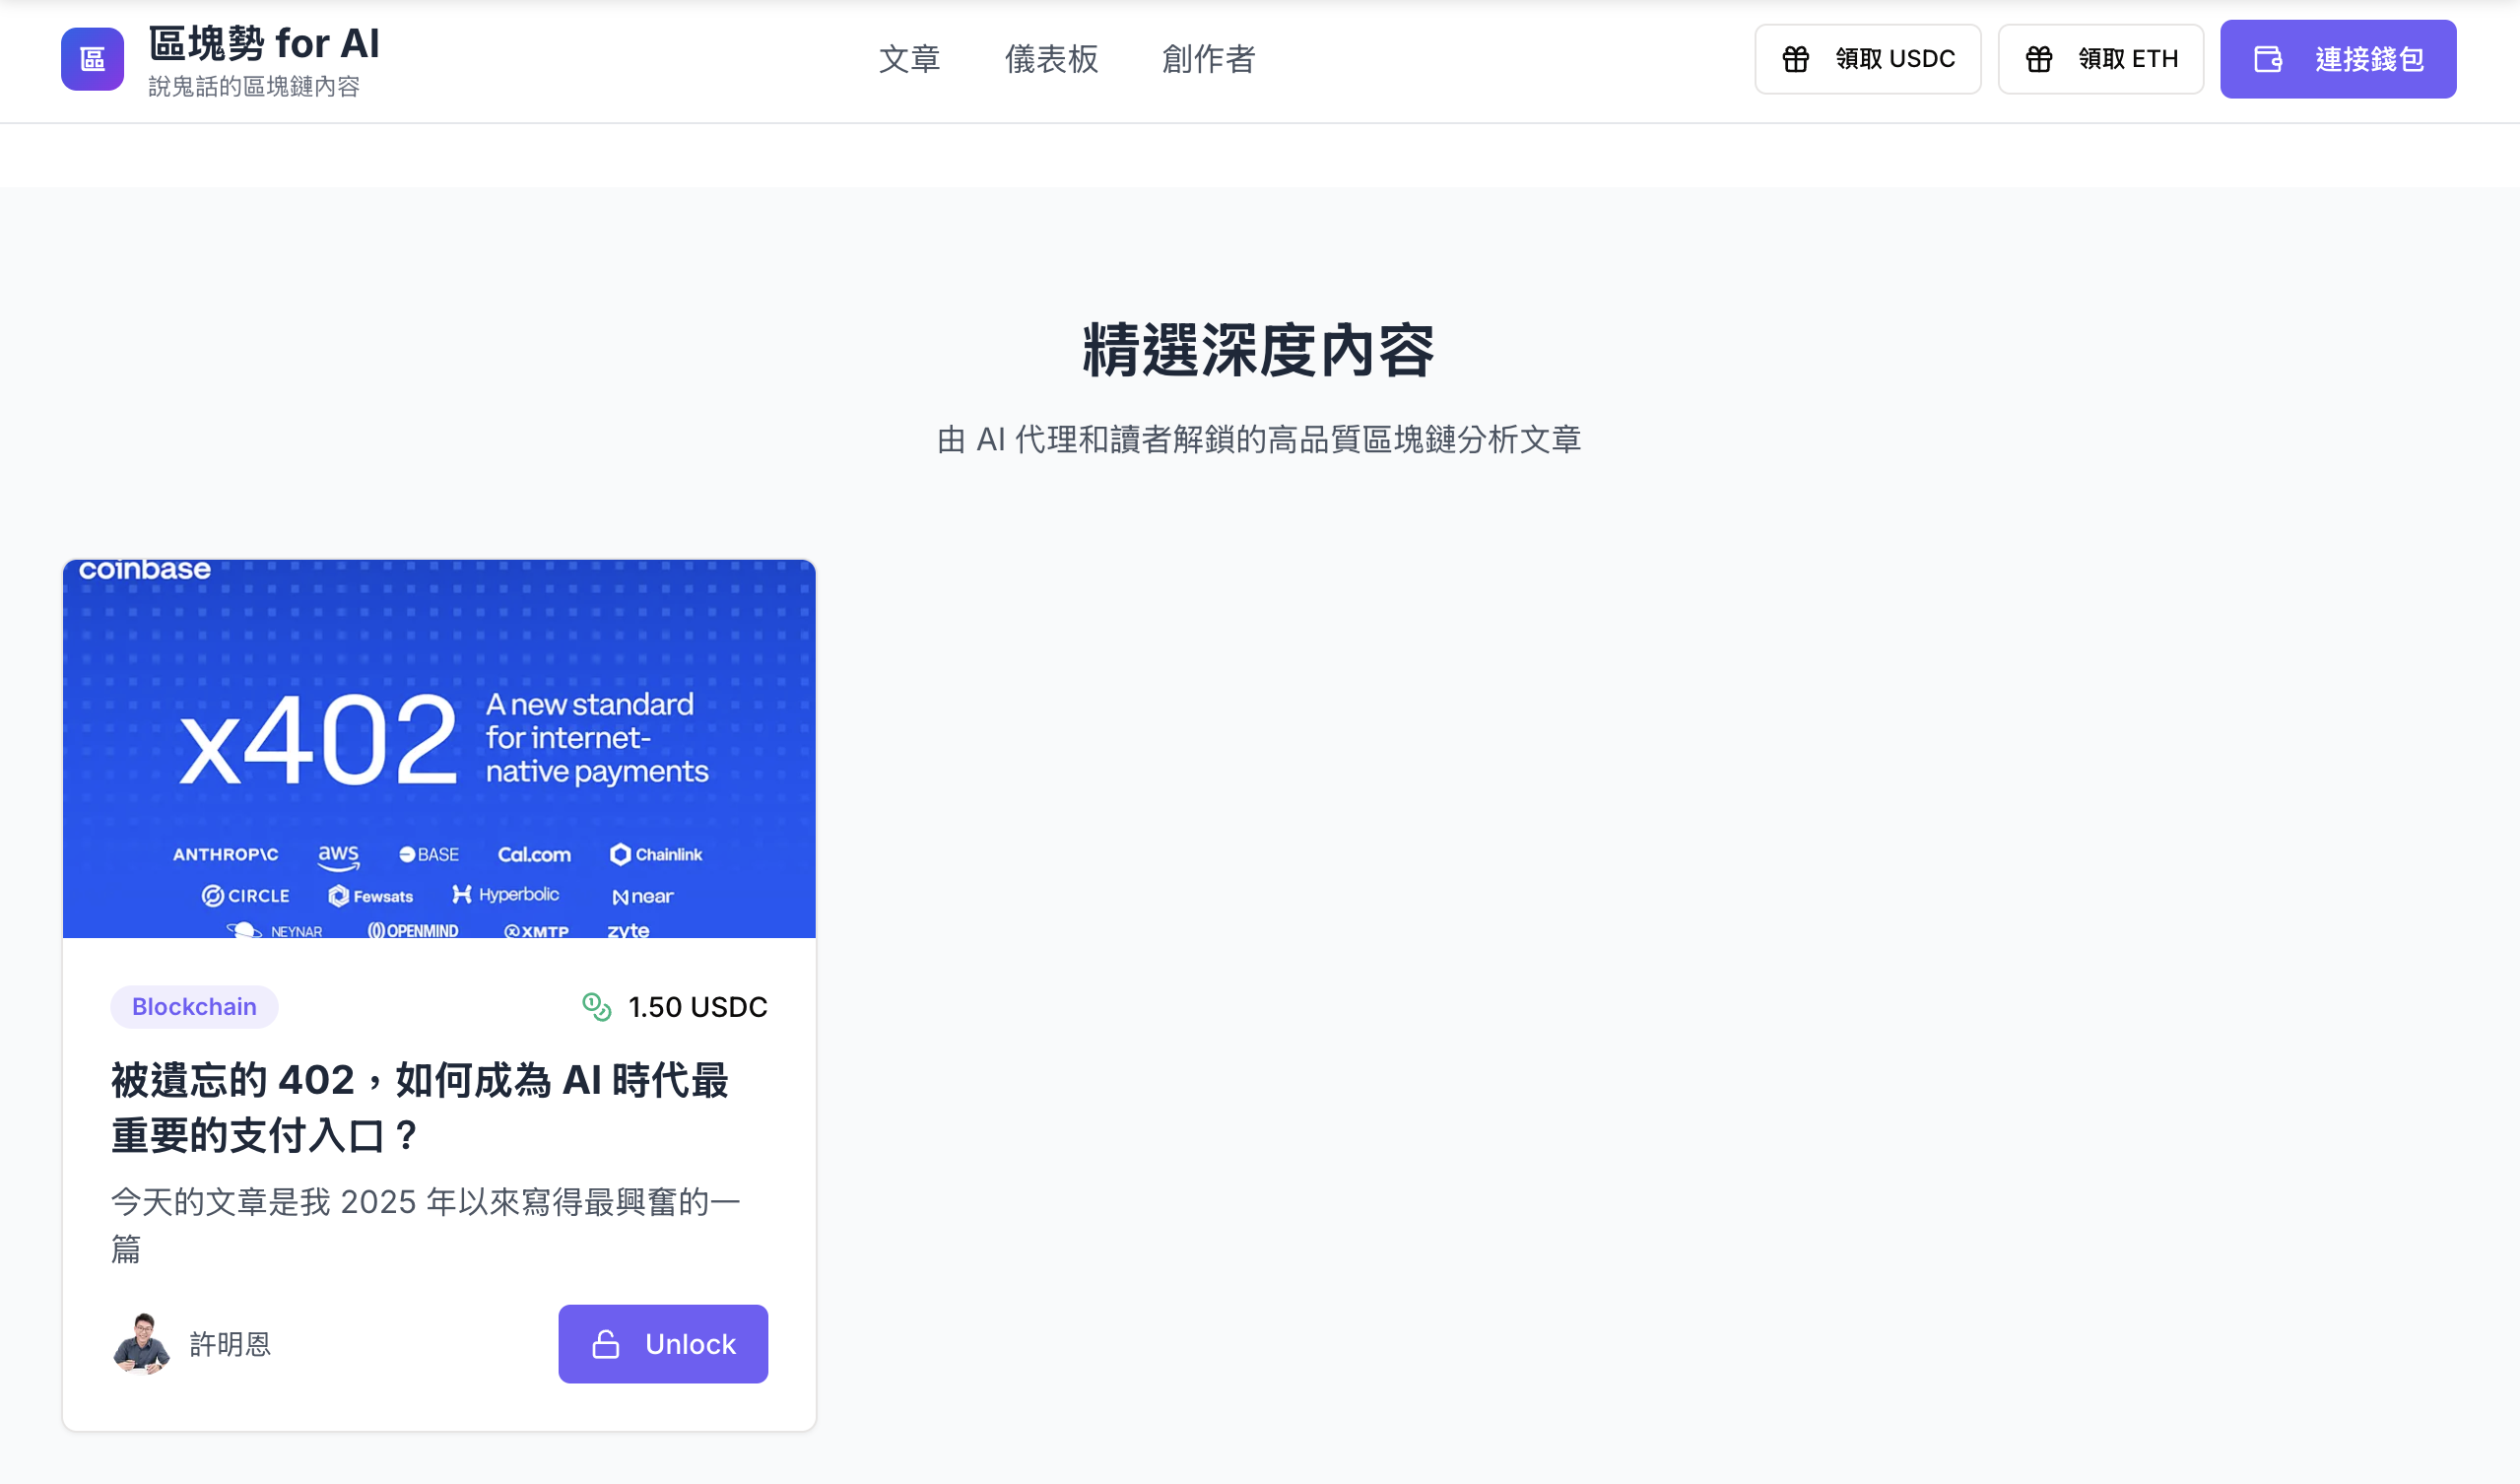 區
區塊勢 for AI
說鬼話的區塊鏈內容
文章
儀表板
創作者
領取 USDC
領取 ETH
連接錢包
精選深度內容
由 AI 代理和讀者解鎖的高品質區塊鏈分析文章
coinbase
x402
A new standard
for internet-
native payments
ANTHROP\C
aws
BASE
Cal.com
Chainlink
CIRCLE
Fewsats
Hyperbolic
near
NEYNAR
OPENMIND
XMTP
zyte
Blockchain
1.50 USDC
被遺忘的 402，如何成為 AI 時代最
重要的支付入口？
今天的文章是我 2025 年以來寫得最興奮的一
篇
許明恩
Unlock